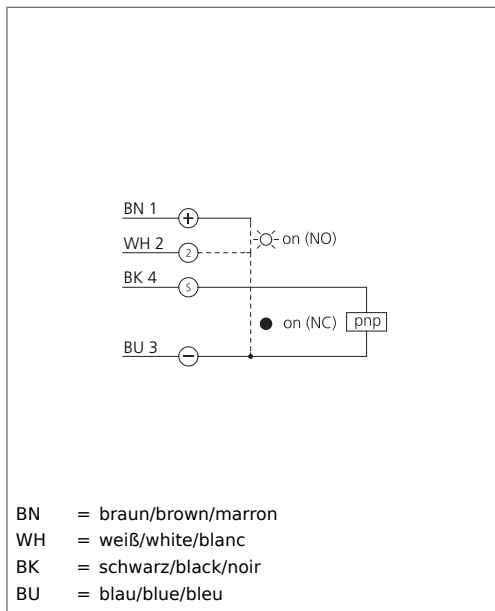 BN 1 +
on (NO)
WH 2 2
BK 4 S
on (NC) pnp
BU 3 −
BN = braun/brown/marron
WH = weiß/white/blanc
BK = schwarz/black/noir
BU = blau/blue/bleu